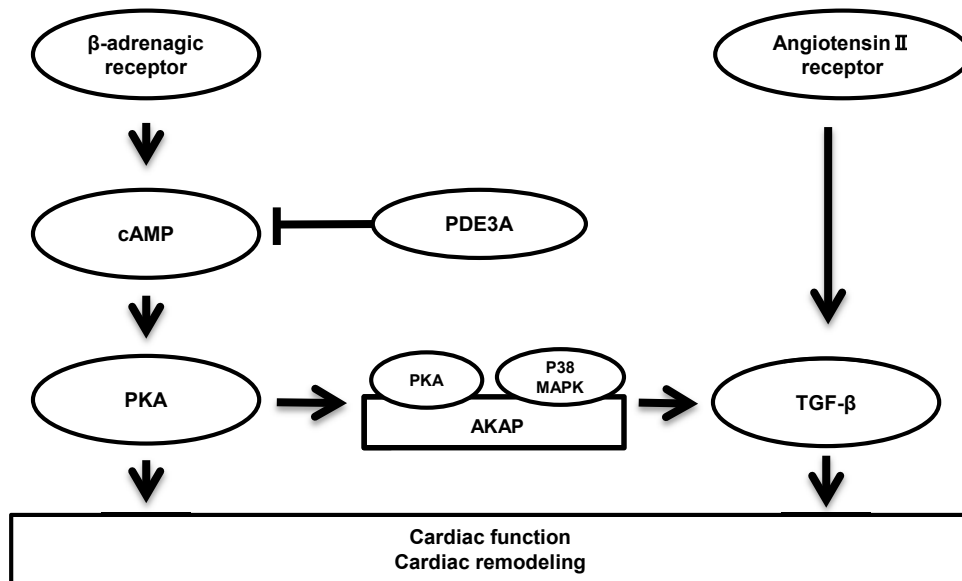 β-adrenagic
receptor
Angiotensin Ⅱ
receptor
cAMP
PDE3A
PKA
PKA
P38
MAPK
AKAP
TGF-β
Cardiac function
Cardiac remodeling